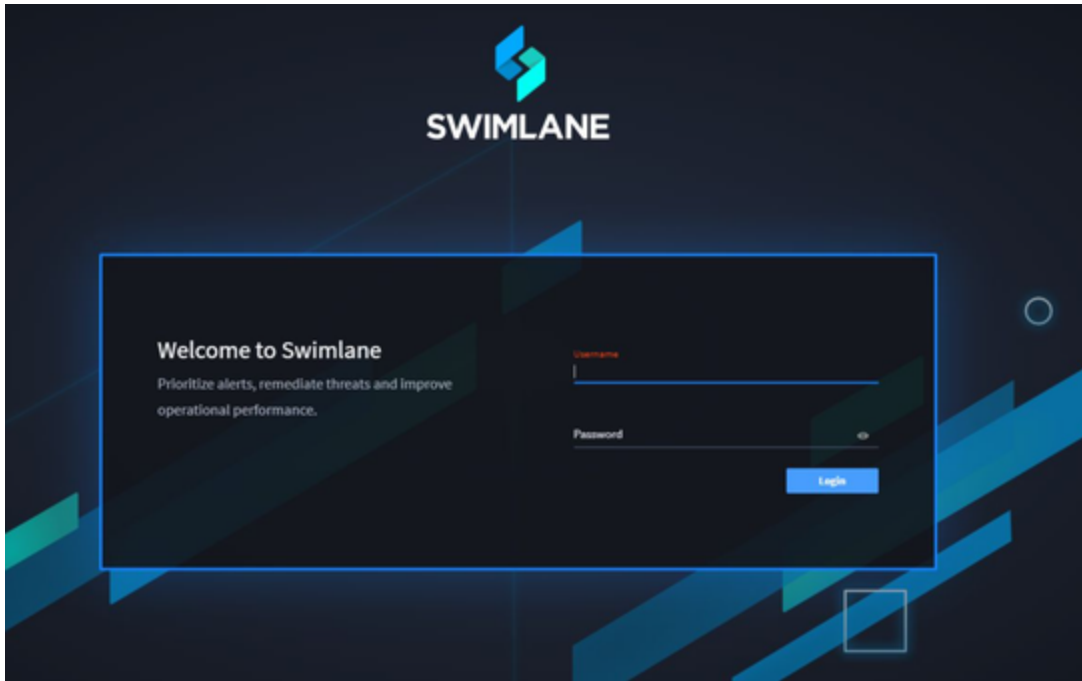 SWIMLANE
Welcome to Swimlane
Prioritize alerts, remediate threats and improve
operational performance.
Username
Password
Login